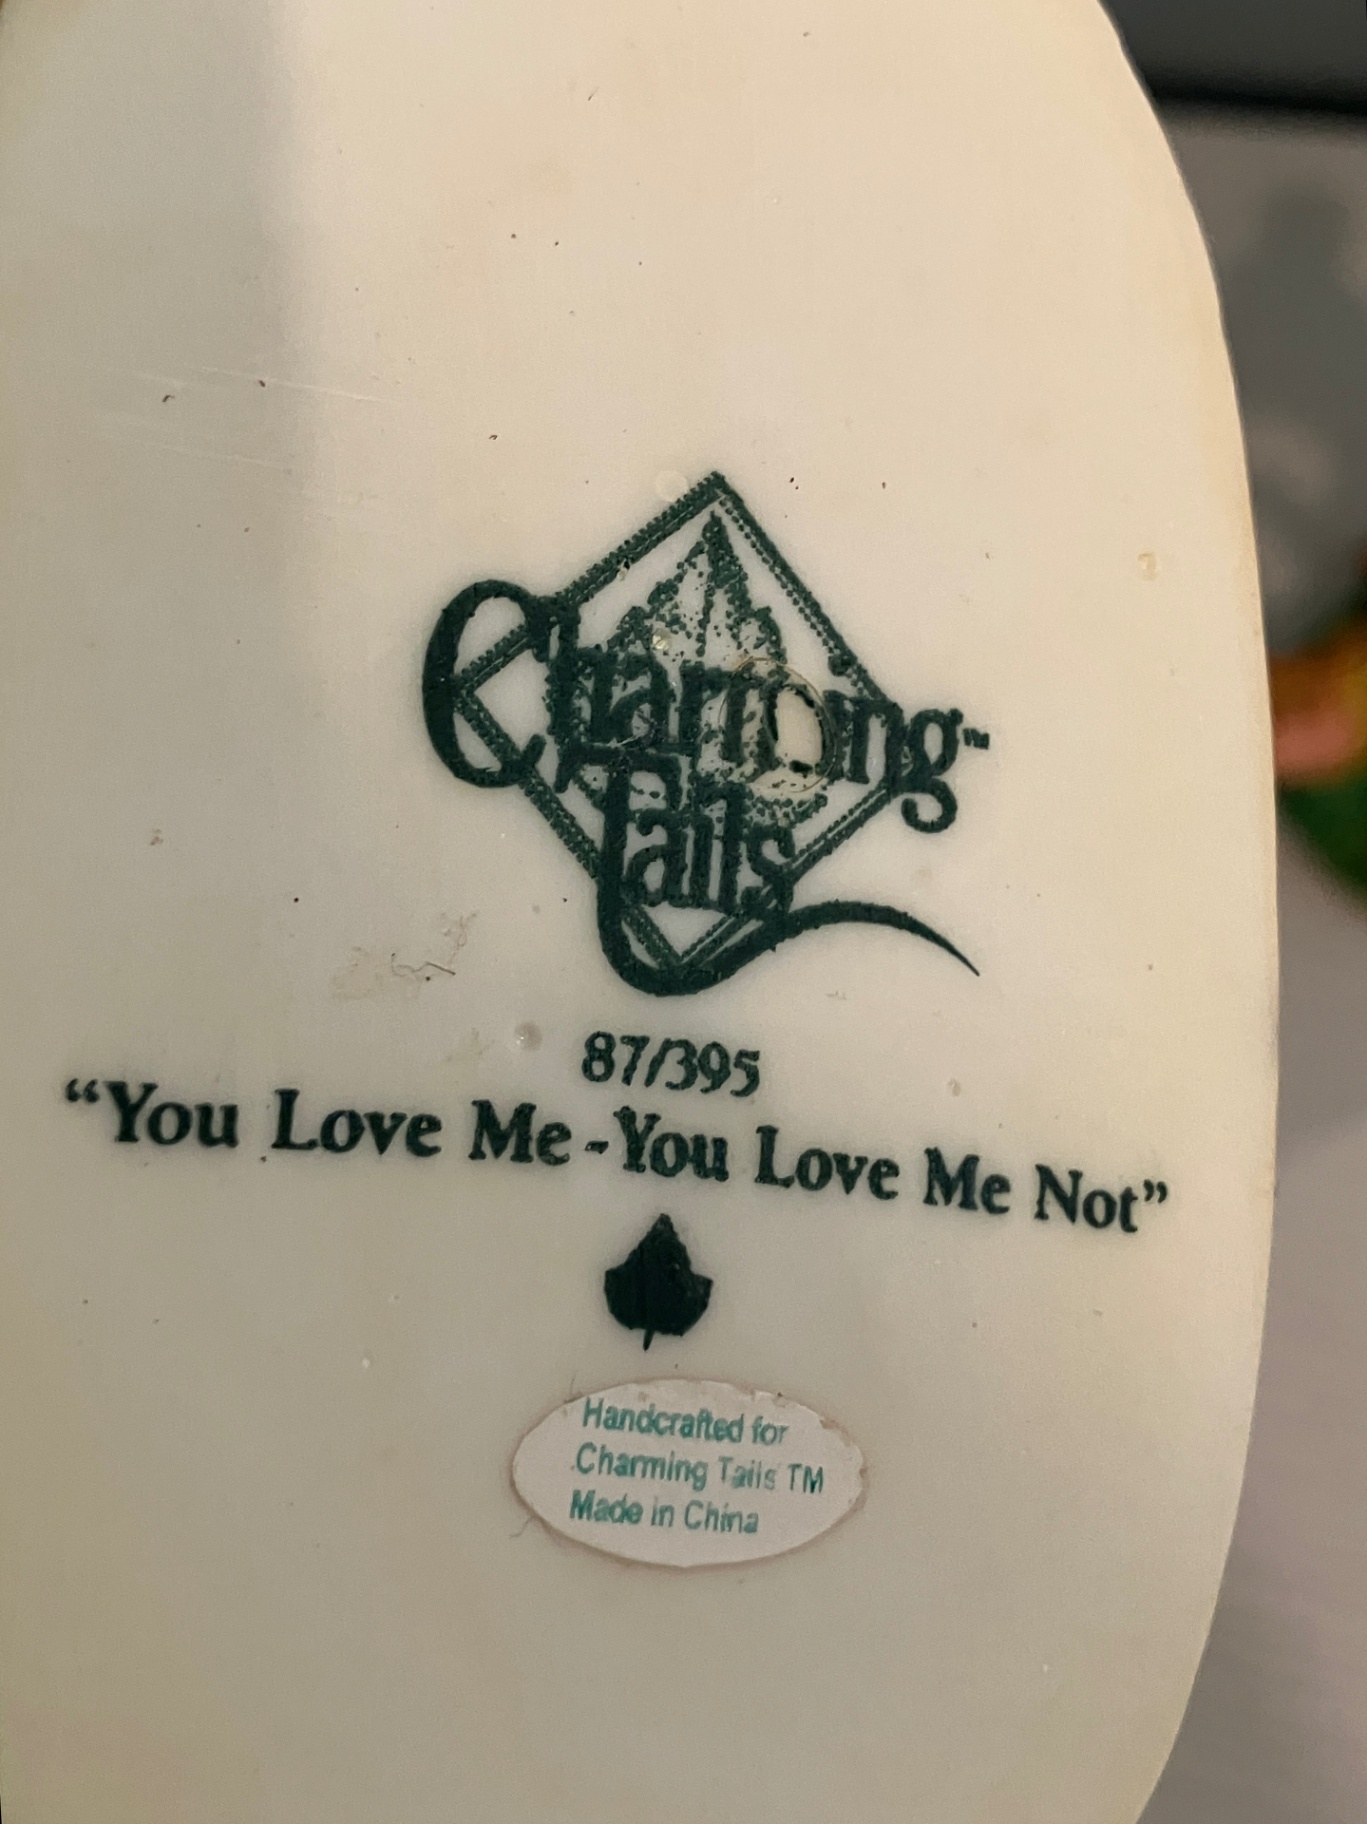 Charming™
Tails
87/395
“You Love Me-You Love Me Not”
Handcrafted for
Charming Tails TM
Made in China